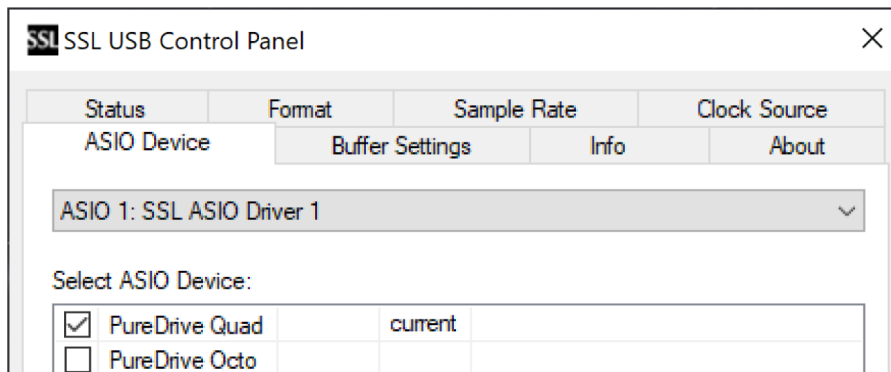 SSL SSL USB Control Panel
Status Format Sample Rate Clock Source
ASIO Device Buffer Settings Info About
ASIO 1: SSL ASIO Driver 1
Select ASIO Device:
PureDrive Quad current
PureDrive Octo